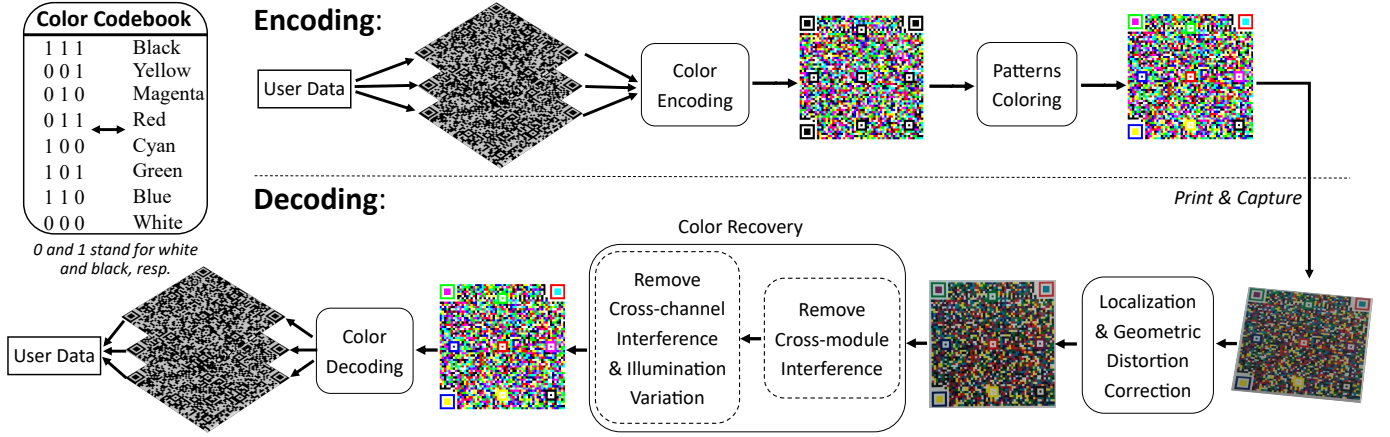 Color Codebook
1 1 1 Black
0 0 1 Yellow
0 1 0 Magenta
0 1 1 Red
1 0 0 Cyan
1 0 1 Green
1 1 0 Blue
0 0 0 White
0 and 1 stand for white
and black, resp.
Encoding:
User Data
Color
Encoding
Patterns
Coloring
Print & Capture
Decoding:
Localization
& Geometric
Distortion
Correction
Color Recovery
Remove
Cross-module
Interference
Remove
Cross-channel
Interference
& Illumination
Variation
Color
Decoding
User Data